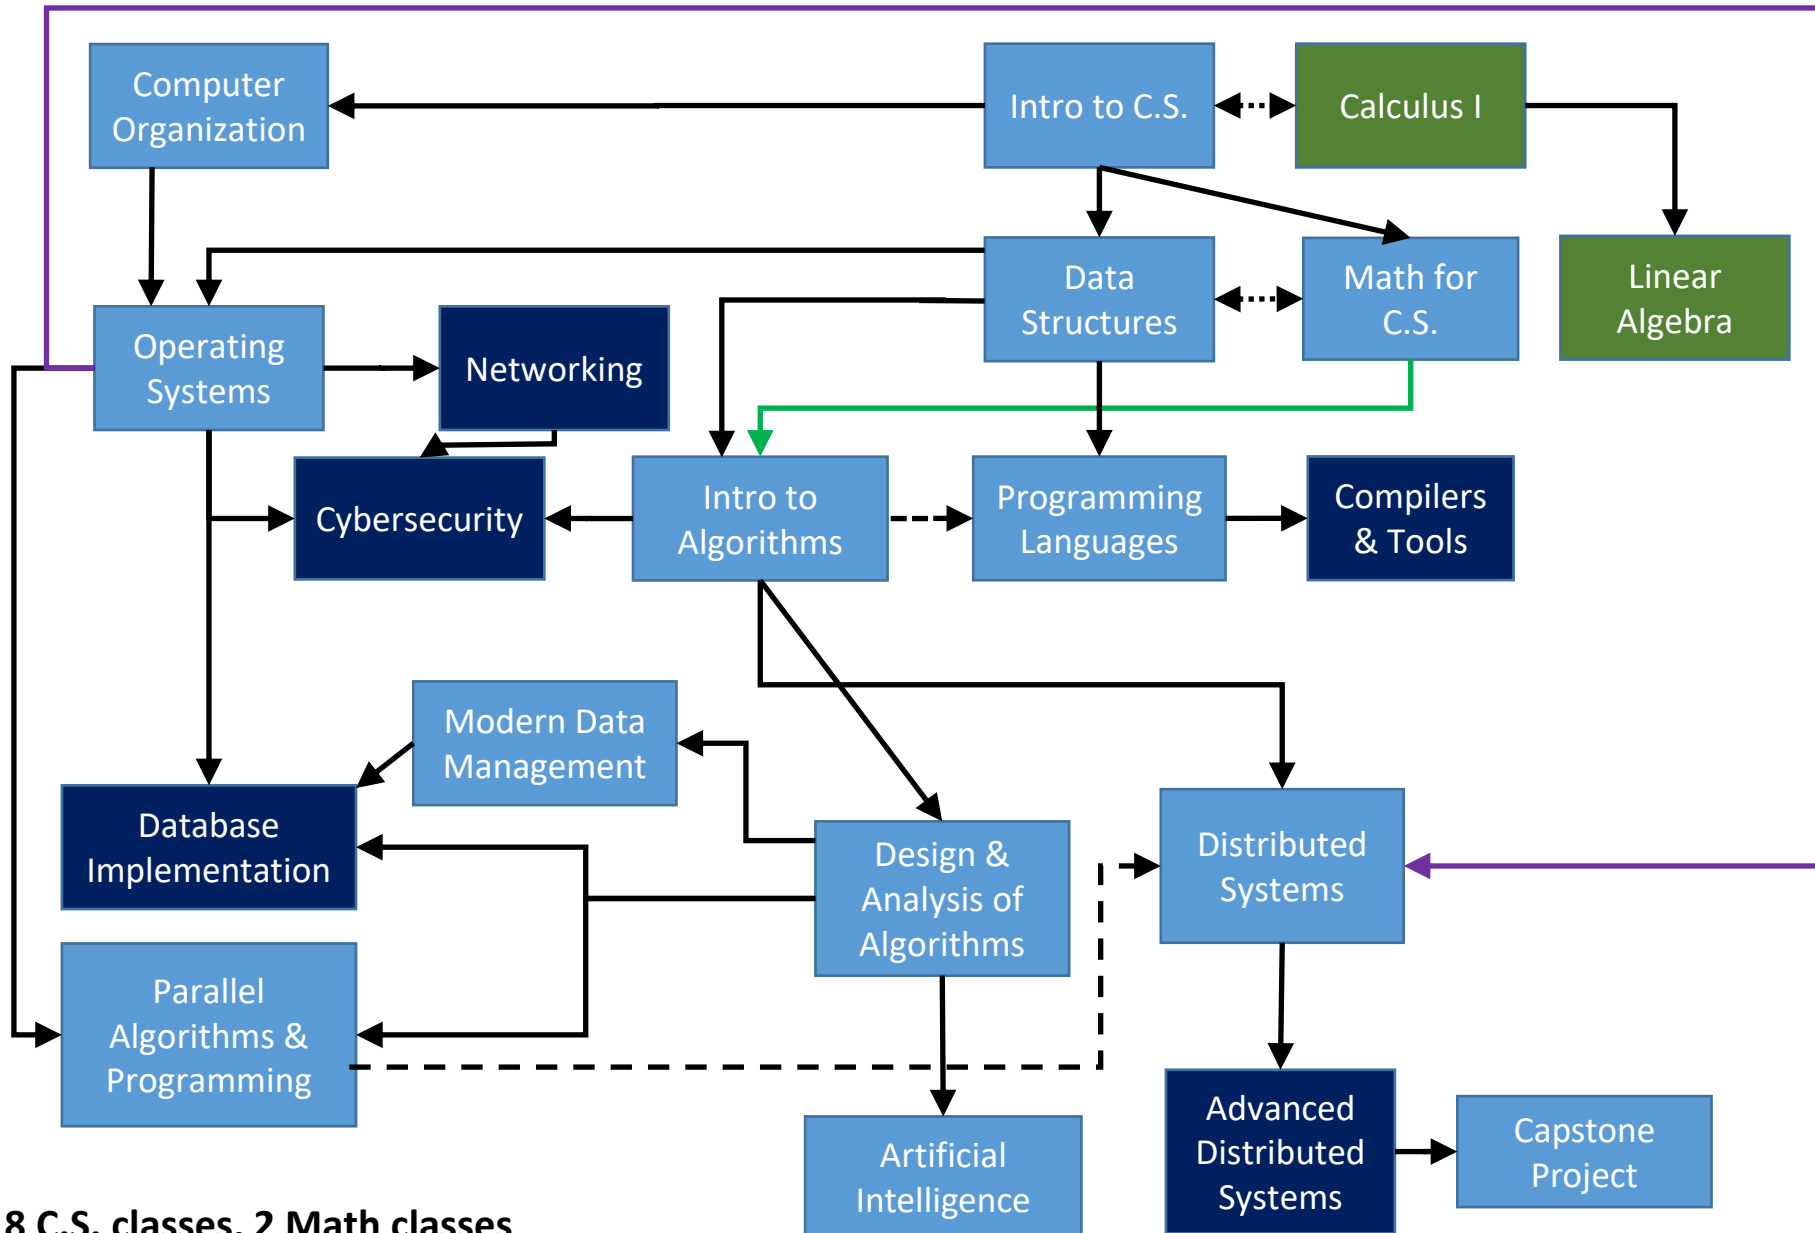 Computer
Organization
Intro to C.S.
Calculus I
Data
Structures
Math for
C.S.
Linear
Algebra
Operating
Systems
Networking
Cybersecurity
Intro to
Algorithms
Programming
Languages
Compilers
& Tools
Modern Data
Management
Database
Implementation
Design &
Analysis of
Algorithms
Distributed
Systems
Parallel
Algorithms &
Programming
Artificial
Intelligence
Advanced
Distributed
Systems
Capstone
Project
8 C.S. classes, 2 Math classes